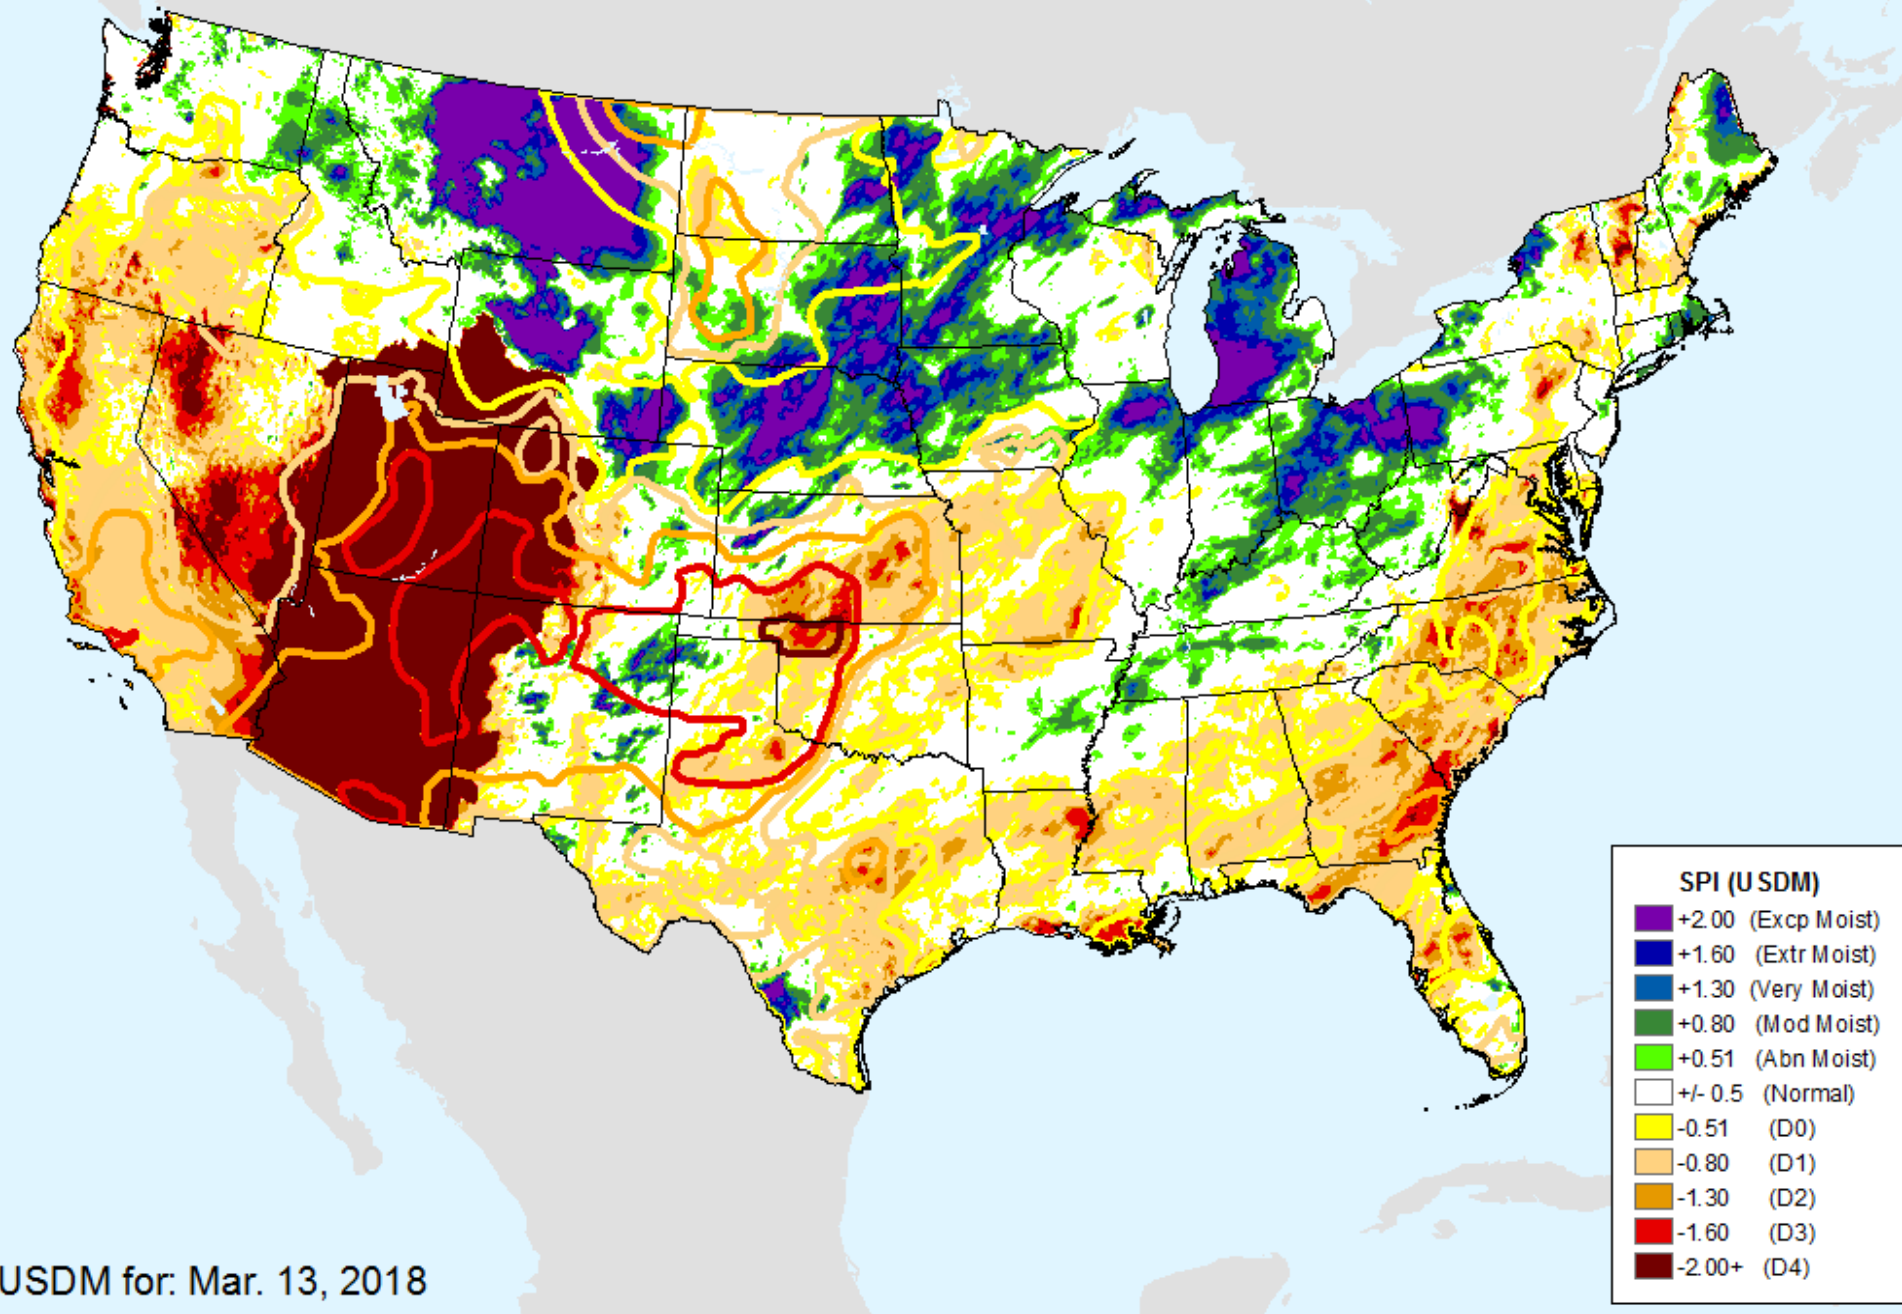 SPI (USDM)
+2.00 (Excp Moist)
+1.60 (Extr Moist)
+1.30 (Very Moist)
+0.80 (Mod Moist)
+0.51 (Abn Moist)
+/- 0.5 (Normal)
-0.51 (D0)
-0.80 (D1)
-1.30 (D2)
-1.60 (D3)
-2.00+ (D4)
USDM for: Mar. 13, 2018